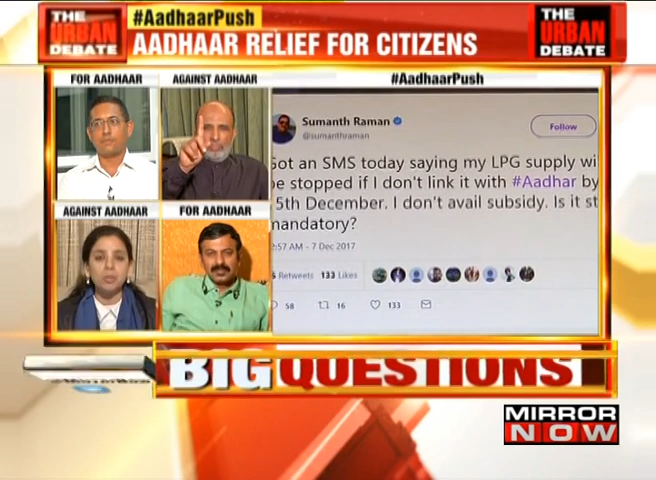 THE
URBAN
DEBATE
#AadhaarPush
AADHAAR RELIEF FOR CITIZENS
THE
URBAN
DEBATE
FOR AADHAAR
AGAINST AADHAAR
#AadhaarPush
AGAINST AADHAAR
FOR AADHAAR
Sumanth Raman
@sumanthraman
Follow
Got an SMS today saying my LPG supply wi
be stopped if I don't link it with #Aadhar by
5th December. I don't avail subsidy. Is it st
mandatory?
:57 AM - 7 Dec 2017
Retweets 133 Likes
58 16 133
BIG QUESTIONS
MIRROR
NOW